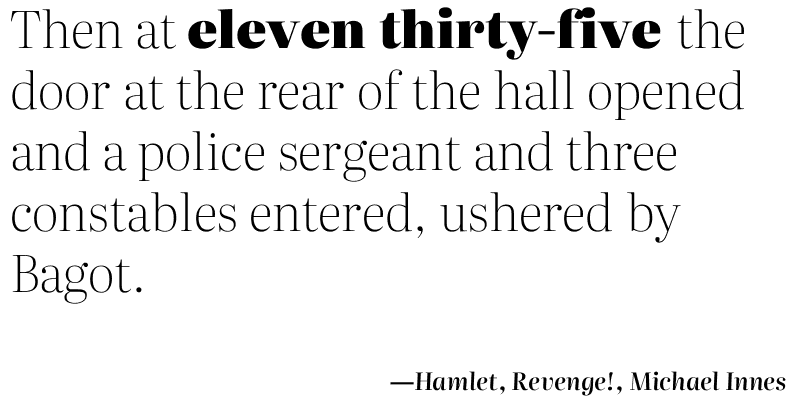 Then at eleven thirty-five the
door at the rear of the hall opened
and a police sergeant and three
constables entered, ushered by
Bagot.
—Hamlet, Revenge!, Michael Innes